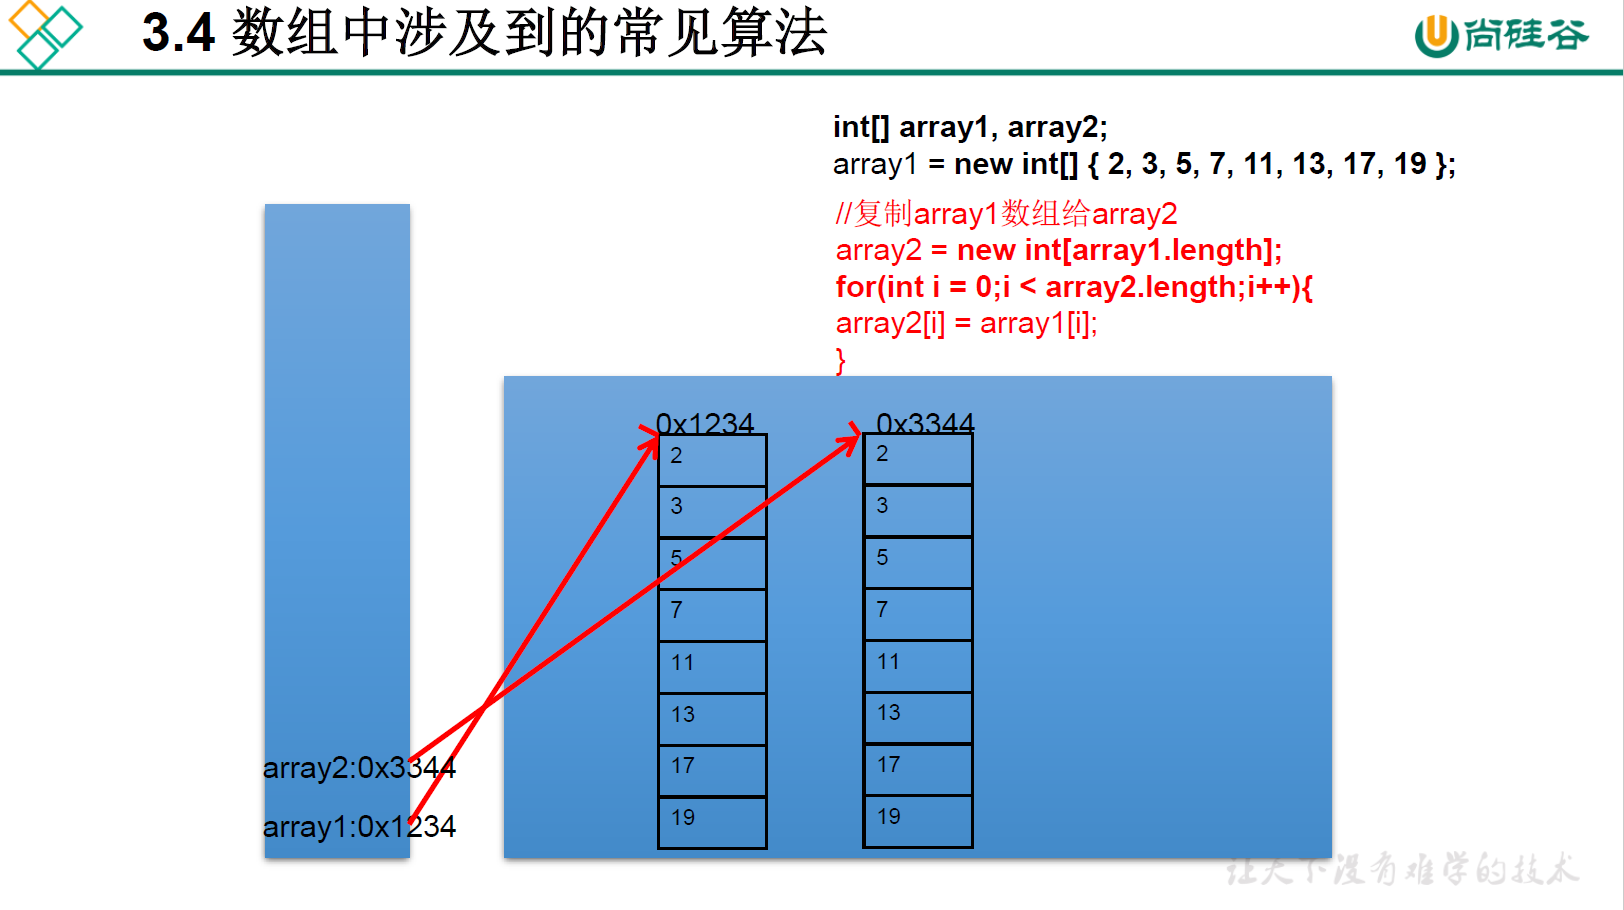 3.4 数组中涉及到的常见算法
尚硅谷
int[] array1, array2;
array1 = new int[] { 2, 3, 5, 7, 11, 13, 17, 19 };
//复制array1数组给array2
array2 = new int[array1.length];
for(int i = 0;i < array2.length;i++){
array2[i] = array1[i];
}
0x1234
2
3
5
7
11
13
17
19
0x3344
2
3
5
7
11
13
17
19
array2:0x3344
array1:0x1234
让天下没有难学的技术